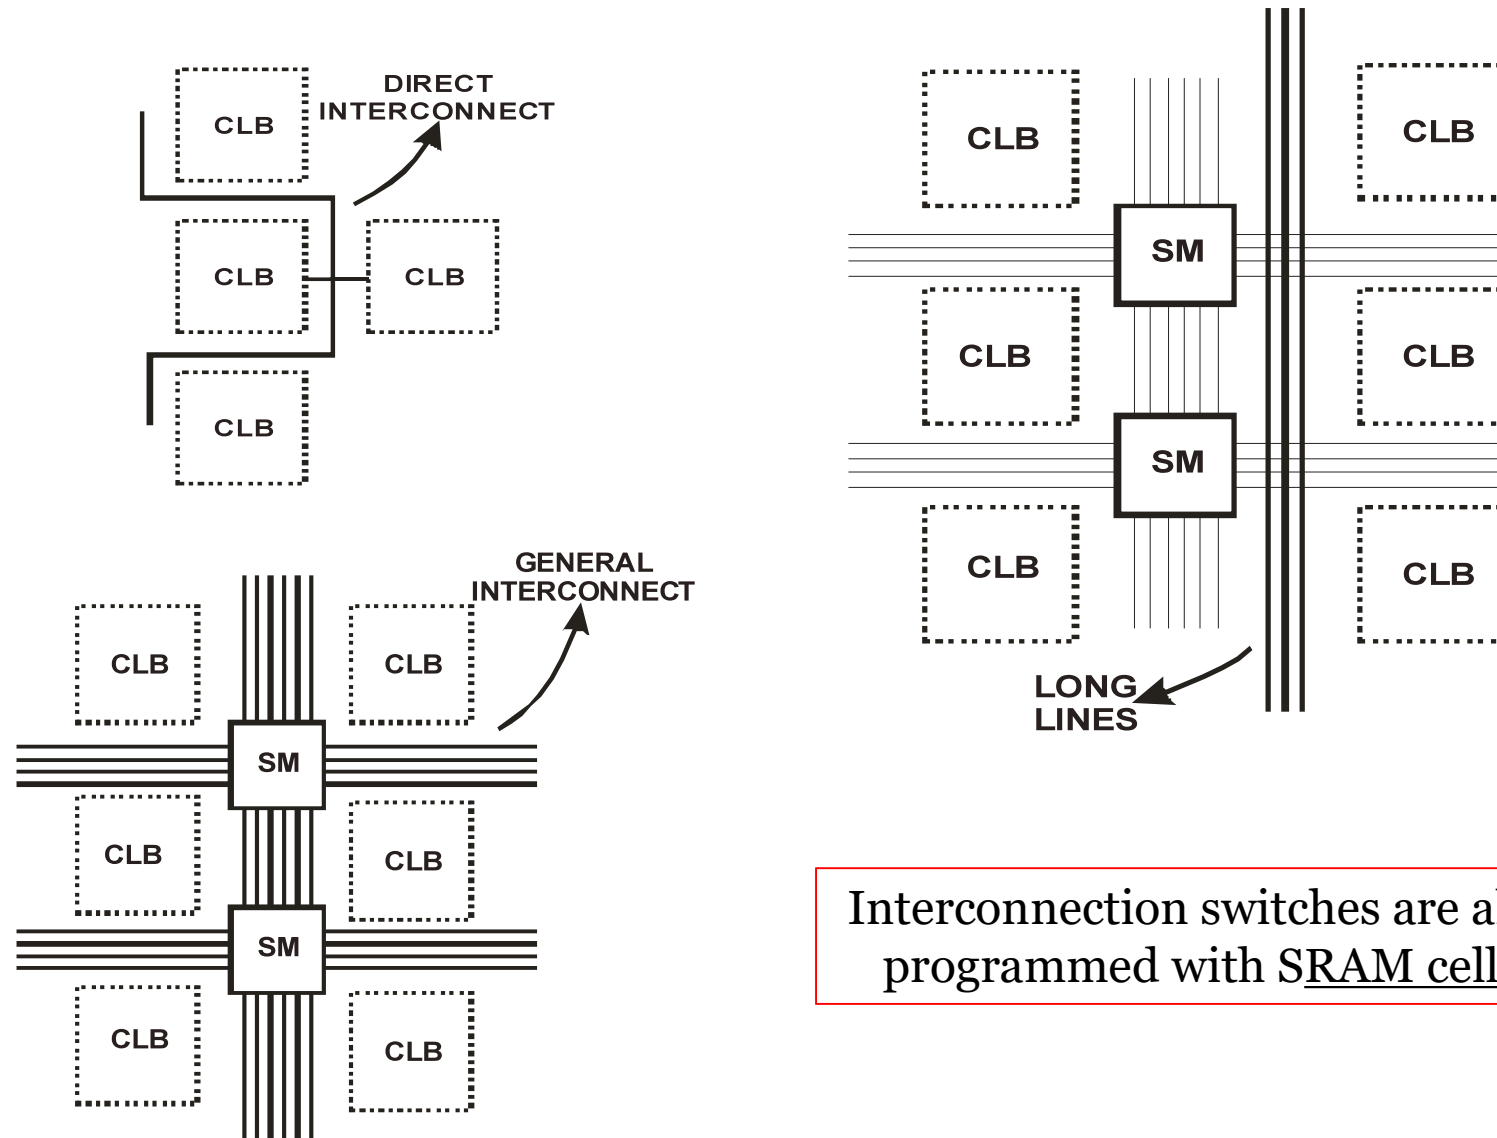 DIRECT
INTERCONNECT
CLB
CLB
CLB
CLB
GENERAL
INTERCONNECT
CLB
CLB
SM
CLB
CLB
SM
CLB
CLB
CLB
CLB
SM
CLB
CLB
SM
CLB
CLB
LONG
LINES
Interconnection switches are
programmed with SRAM cell